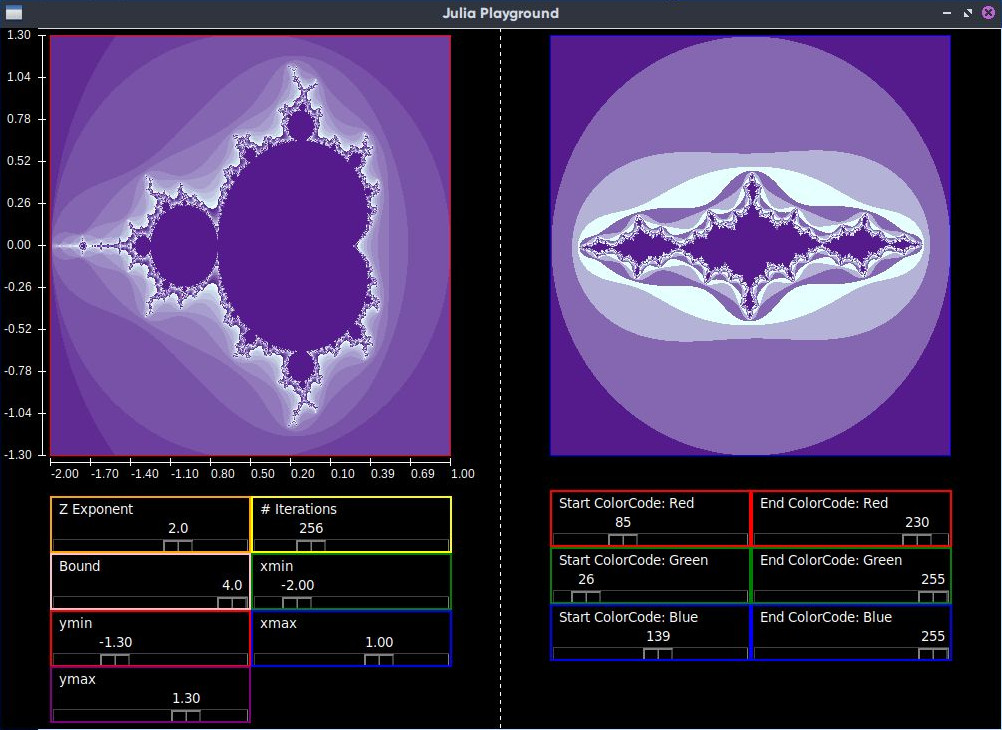 Julia Playground
1.30
1.04
0.78
0.52
0.26
0.00
-0.26
-0.52
-0.78
-1.04
-1.30
-2.00 -1.70 -1.40 -1.10 0.80 0.50 0.20 0.10 0.39 0.69 1.00
Z Exponent
2.0
# Iterations
256
Bound
4.0
xmin
-2.00
ymin
-1.30
xmax
1.00
ymax
1.30
Start ColorCode: Red
85
End ColorCode: Red
230
Start ColorCode: Green
26
End ColorCode: Green
255
Start ColorCode: Blue
139
End ColorCode: Blue
255